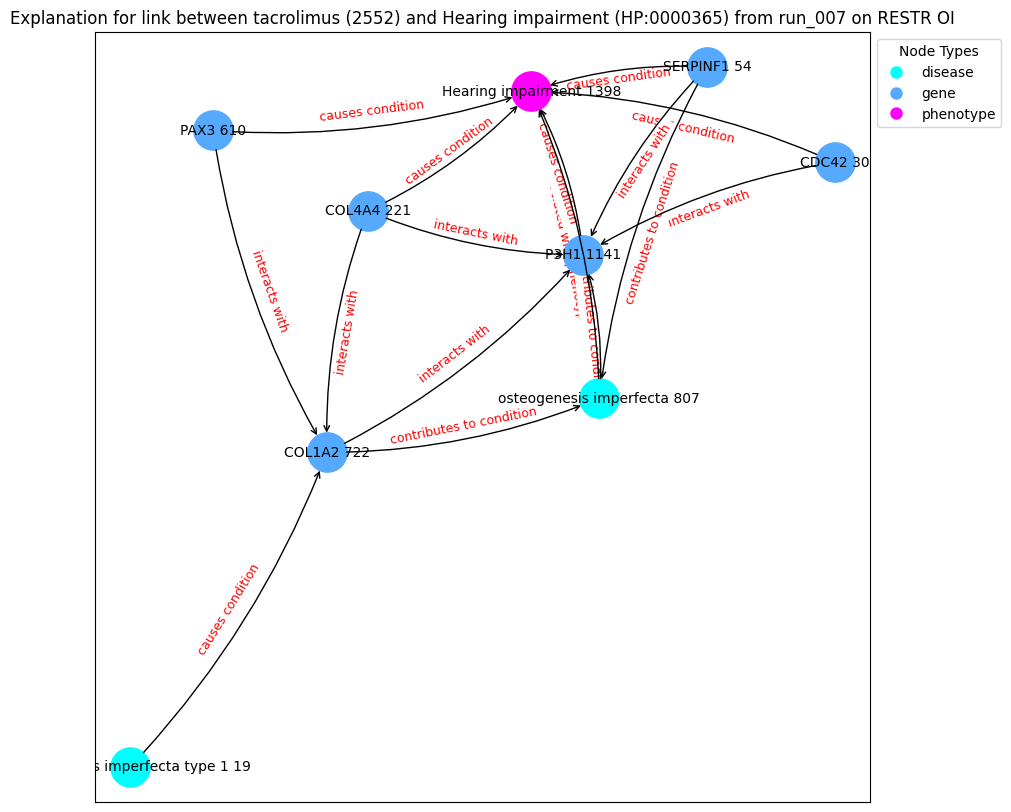 Explanation for link between tacrolimus (2552) and Hearing impairment (HP:0000365) from run_007 on RESTR OI
Node Types
disease
gene
phenotype
SERPINF1 54
causes condition
Hearing impairment 1398
causes condition
PAX3 610
causes condition
causes condition
CDC42 30
COL4A4 221
interacts with
causes condition
interacts with
interacts with
P3H1 1141
contributes to condition
interacts with
interacts with
interacts with
osteogenesis imperfecta 807
contributes to condition
COL1A2 722
causes condition
imperfecta type 1 19